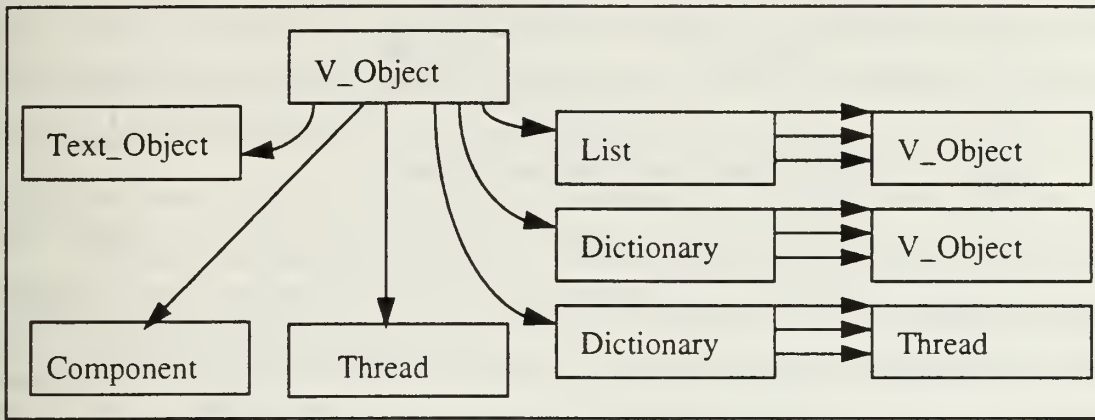 V_Object
Text_Object
List
V_Object
Dictionary
V_Object
Dictionary
Thread
Component
Thread